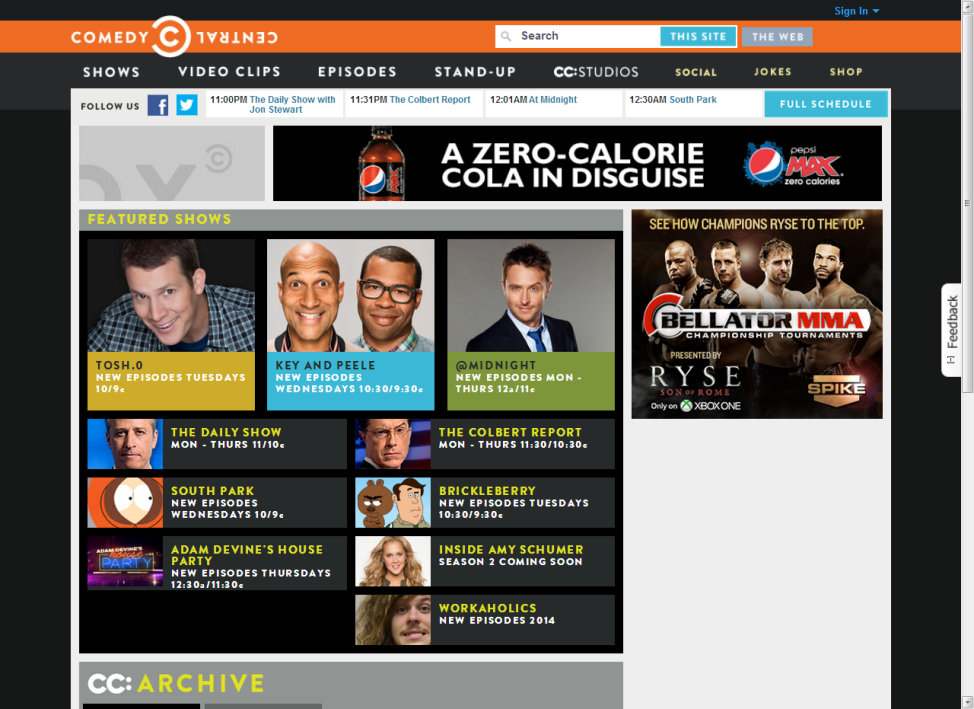 Sign In
COMEDY CENTRAL
Search
THIS SITE
THE WEB
SHOWS
VIDEO CLIPS
EPISODES
STAND-UP
CC:STUDIOS
SOCIAL
JOKES
SHOP
FOLLOW US
11:00PM The Daily Show with
Jon Stewart
11:31PM The Colbert Report
12:01AM At Midnight
12:30AM South Park
FULL SCHEDULE
A ZERO-CALORIE
COLA IN DISGUISE
pepsi
MAX
zero calories
FEATURED SHOWS
TOSH.0
NEW EPISODES TUESDAYS
10/9c
KEY AND PEELE
NEW EPISODES
WEDNESDAYS 10:30/9:30c
@MIDNIGHT
NEW EPISODES MON -
THURS 12a/11c
THE DAILY SHOW
MON - THURS 11/10c
THE COLBERT REPORT
MON - THURS 11:30/10:30c
SOUTH PARK
NEW EPISODES
WEDNESDAYS 10/9c
BRICKLEBERRY
NEW EPISODES TUESDAYS
10:30/9:30c
ADAM DEVINE'S
House
PARTY
ADAM DEVINE'S HOUSE
PARTY
NEW EPISODES THURSDAYS
12:30a/11:30c
INSIDE AMY SCHUMER
SEASON 2 COMING SOON
WORKAHOLICS
NEW EPISODES 2014
SEE HOW CHAMPIONS RYSE TO THE TOP.
BELLATOR MMA
CHAMPIONSHIP TOURNAMENTS
PRESENTED BY
RYSE
SON OF ROME
Only on XBOX ONE
SPIKE
[-] Feedback
CC: ARCHIVE